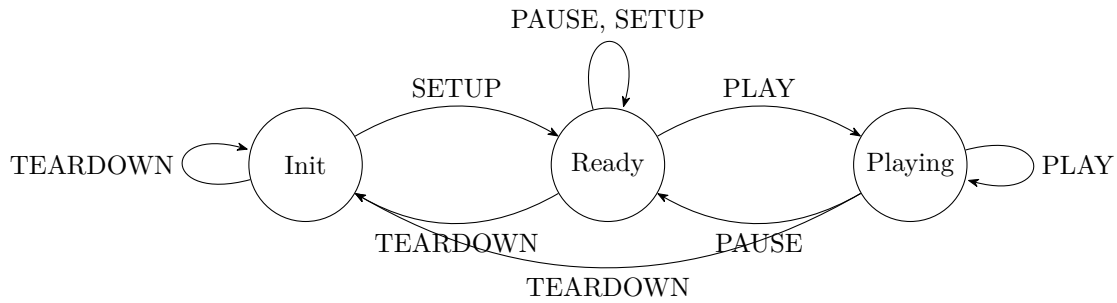 PAUSE, SETUP
SETUP
PLAY
TEARDOWN
Init
Ready
Playing
PLAY
TEARDOWN
PAUSE
TEARDOWN